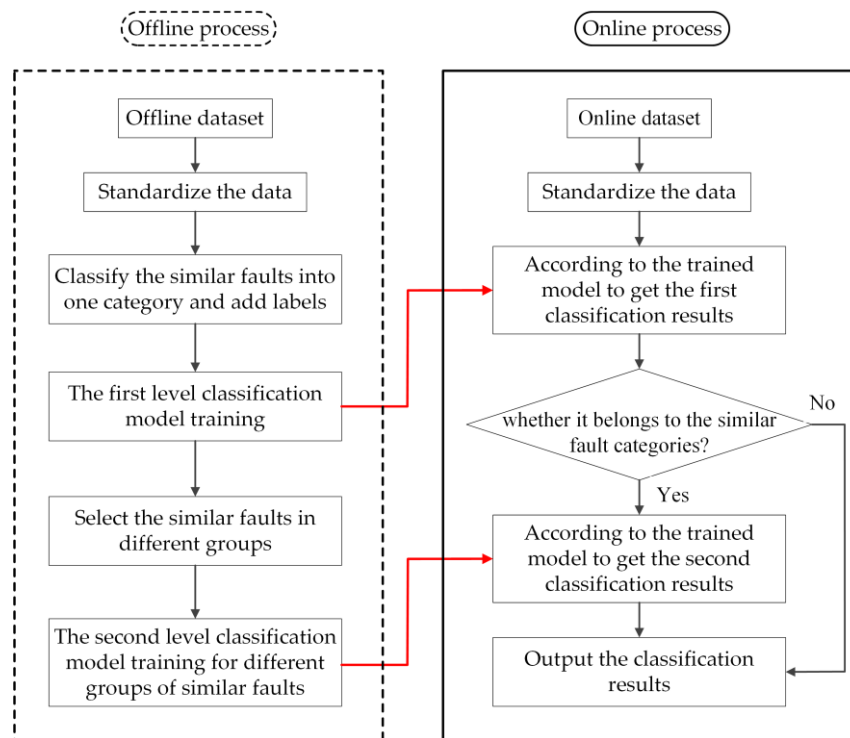 Offline process
Offline dataset
Standardize the data
Classify the similar faults into
one category and add labels
The first level classification
model training
Select the similar faults in
different groups
The second level classification
model training for different
groups of similar faults
Online process
Online dataset
Standardize the data
According to the trained
model to get the first
classification results
whether it belongs to the similar
fault categories?
No
Yes
According to the trained
model to get the second
classification results
Output the classification
results